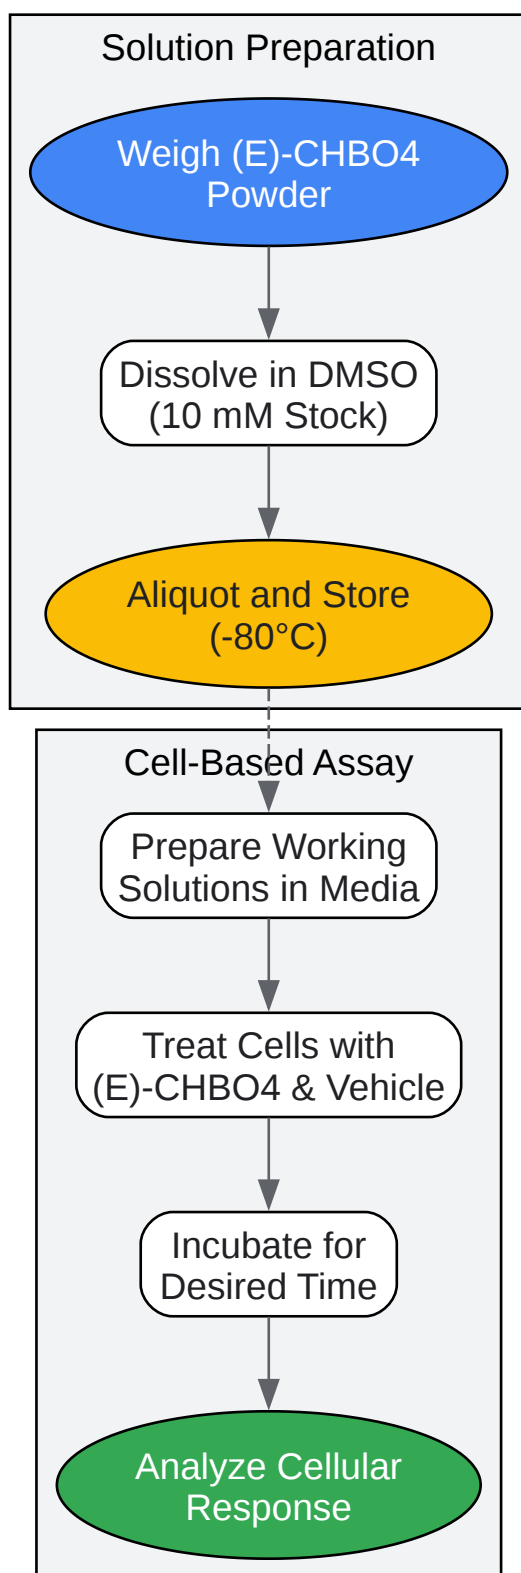 Solution Preparation
Weigh (E)-CHBO4
Powder
Dissolve in DMSO
(10 mM Stock)
Aliquot and Store
(-80°C)
Cell-Based Assay
Prepare Working
Solutions in Media
Treat Cells with
(E)-CHBO4 & Vehicle
Incubate for
Desired Time
Analyze Cellular
Response